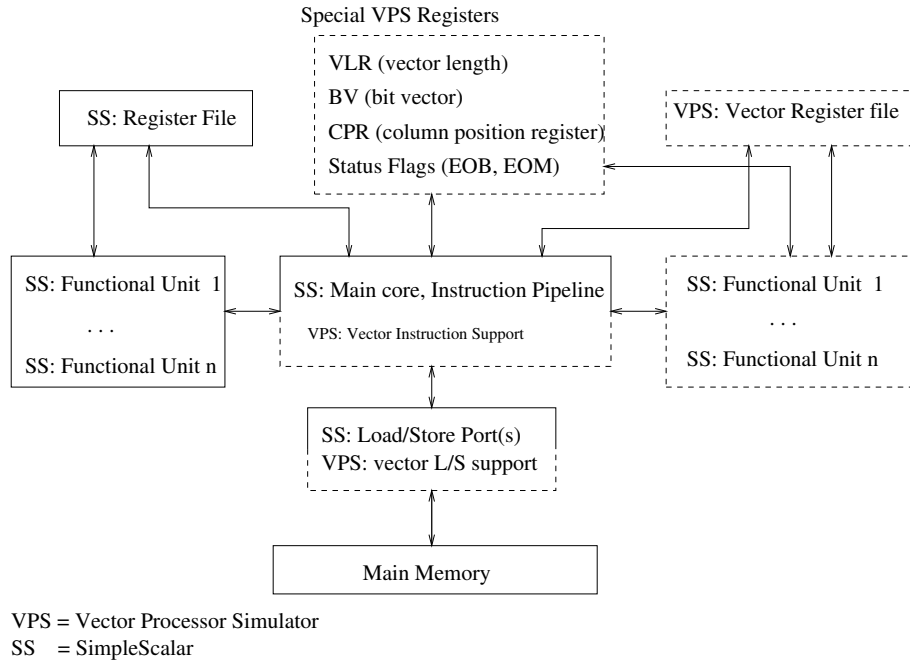 Special VPS Registers
VLR (vector length)
BV (bit vector)
CPR (column position register)
Status Flags (EOB, EOM)
SS: Register File
VPS: Vector Register file
SS: Functional Unit 1
. . .
SS: Functional Unit n
SS: Main core, Instruction Pipeline
VPS: Vector Instruction Support
SS: Functional Unit 1
. . .
SS: Functional Unit n
SS: Load/Store Port(s)
VPS: vector L/S support
Main Memory
VPS = Vector Processor Simulator
SS = SimpleScalar